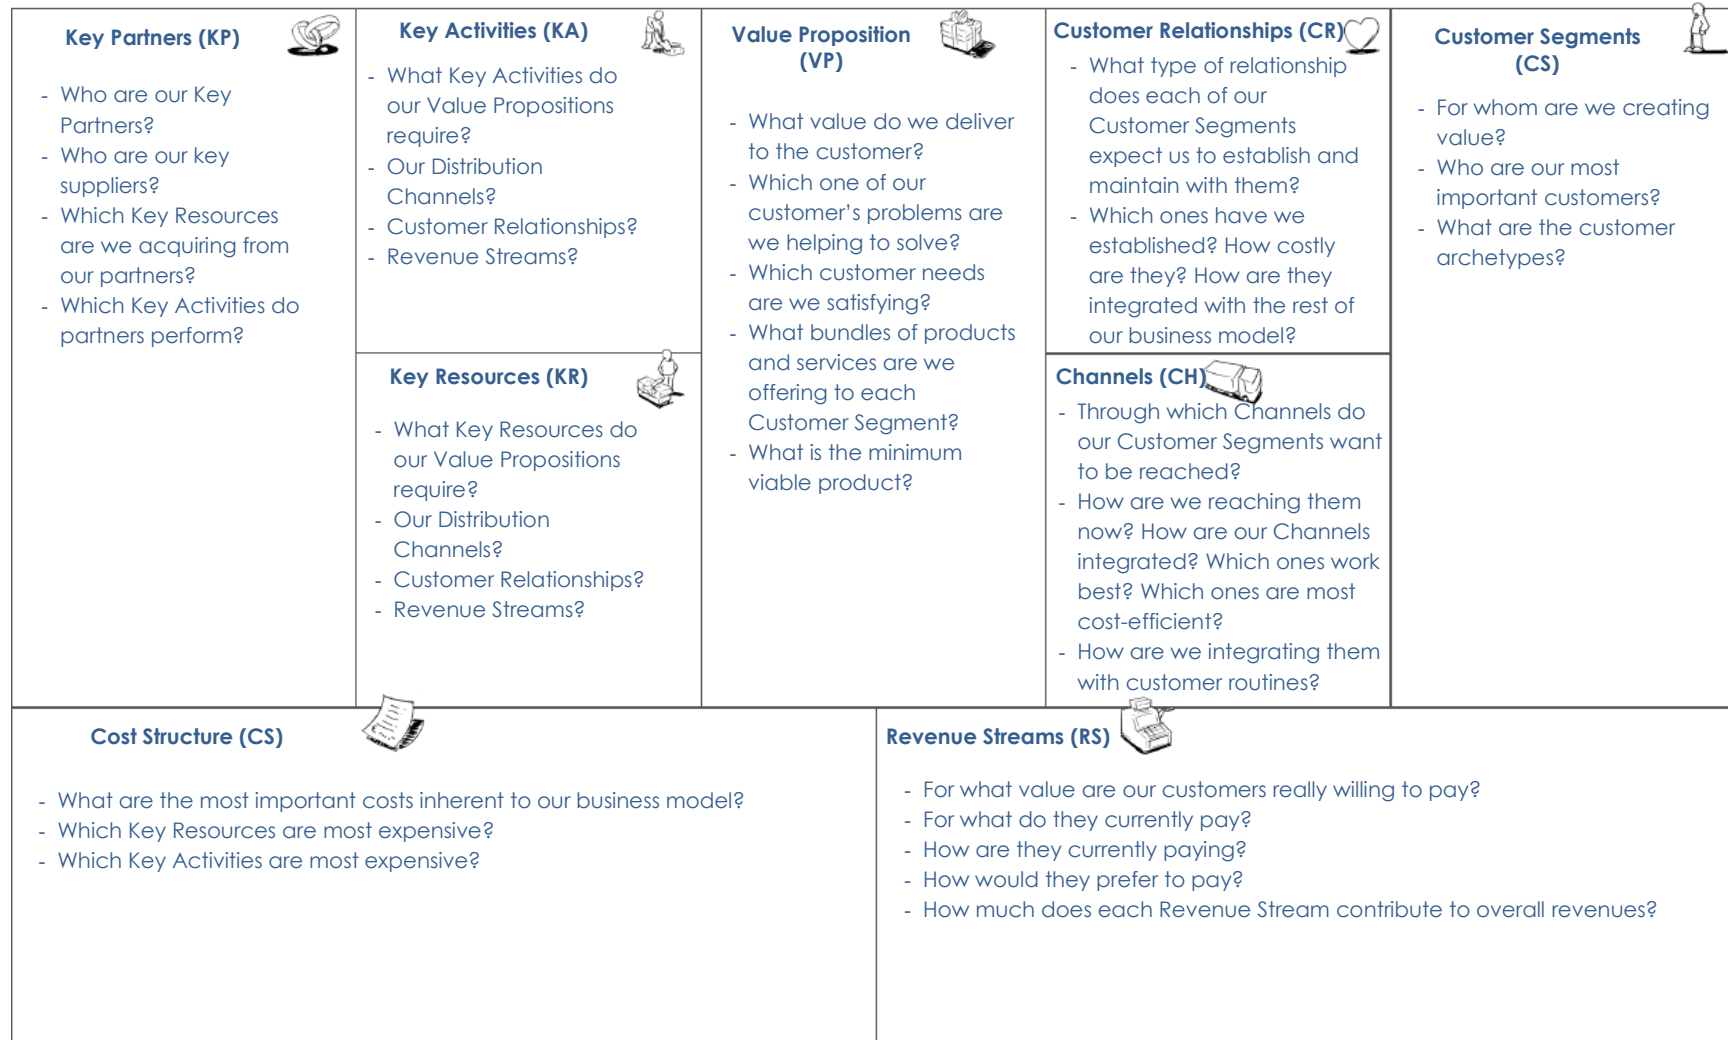 Key Partners (KP)
- Who are our Key
Partners?
- Who are our key
suppliers?
- Which Key Resources
are we acquiring from
our partners?
- Which Key Activities do
partners perform?
Key Activities (KA)
- What Key Activities do
our Value Propositions
require?
- Our Distribution
Channels?
- Customer Relationships?
- Revenue Streams?
Key Resources (KR)
- What Key Resources do
our Value Propositions
require?
- Our Distribution
Channels?
- Customer Relationships?
- Revenue Streams?
Value Proposition
(VP)
- What value do we deliver
to the customer?
- Which one of our
customer’s problems are
we helping to solve?
- Which customer needs
are we satisfying?
- What bundles of products
and services are we
offering to each
Customer Segment?
- What is the minimum
viable product?
Customer Relationships (CR)
- What type of relationship
does each of our
Customer Segments
expect us to establish and
maintain with them?
- Which ones have we
established? How costly
are they? How are they
integrated with the rest of
our business model?
Channels (CH)
- Through which Channels do
our Customer Segments want
to be reached?
- How are we reaching them
now? How are our Channels
integrated? Which ones work
best? Which ones are most
cost-efficient?
- How are we integrating them
with customer routines?
Customer Segments
(CS)
- For whom are we creating
value?
- Who are our most
important customers?
- What are the customer
archetypes?
Cost Structure (CS)
- What are the most important costs inherent to our business model?
- Which Key Resources are most expensive?
- Which Key Activities are most expensive?
Revenue Streams (RS)
- For what value are our customers really willing to pay?
- For what do they currently pay?
- How are they currently paying?
- How would they prefer to pay?
- How much does each Revenue Stream contribute to overall revenues?